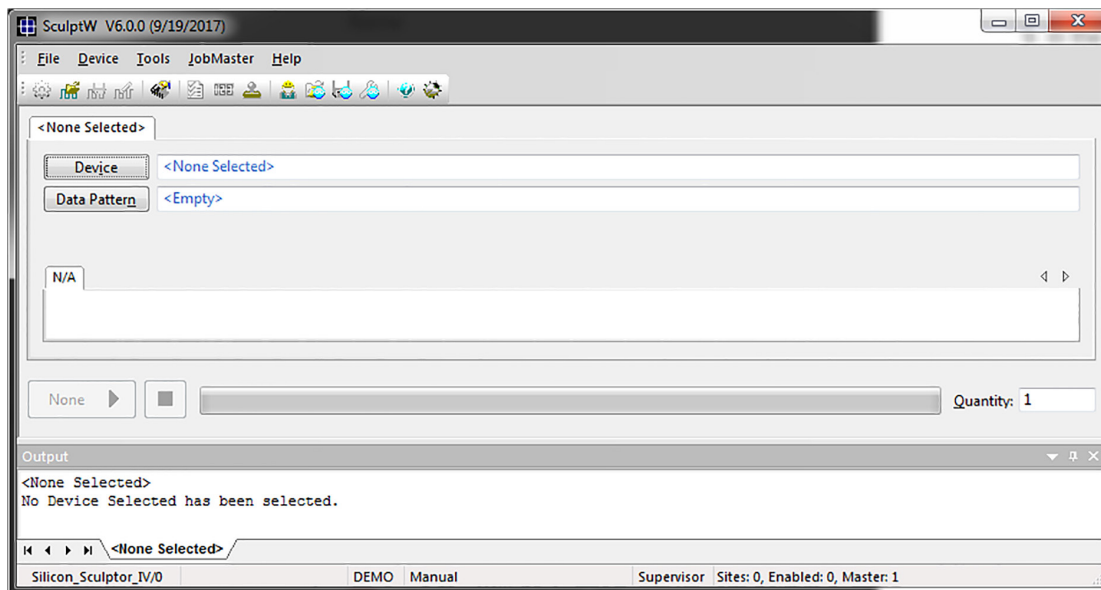 SculptW V6.0.0 (9/19/2017)
File Device Tools JobMaster Help
<None Selected>
Device <None Selected>
Data Pattern <Empty>
N/A
None Quantity: 1
Output
<None Selected>
No Device Selected has been selected.
<None Selected>
Silicon_Sculptor_IV/0 DEMO Manual Supervisor Sites: 0, Enabled: 0, Master: 1